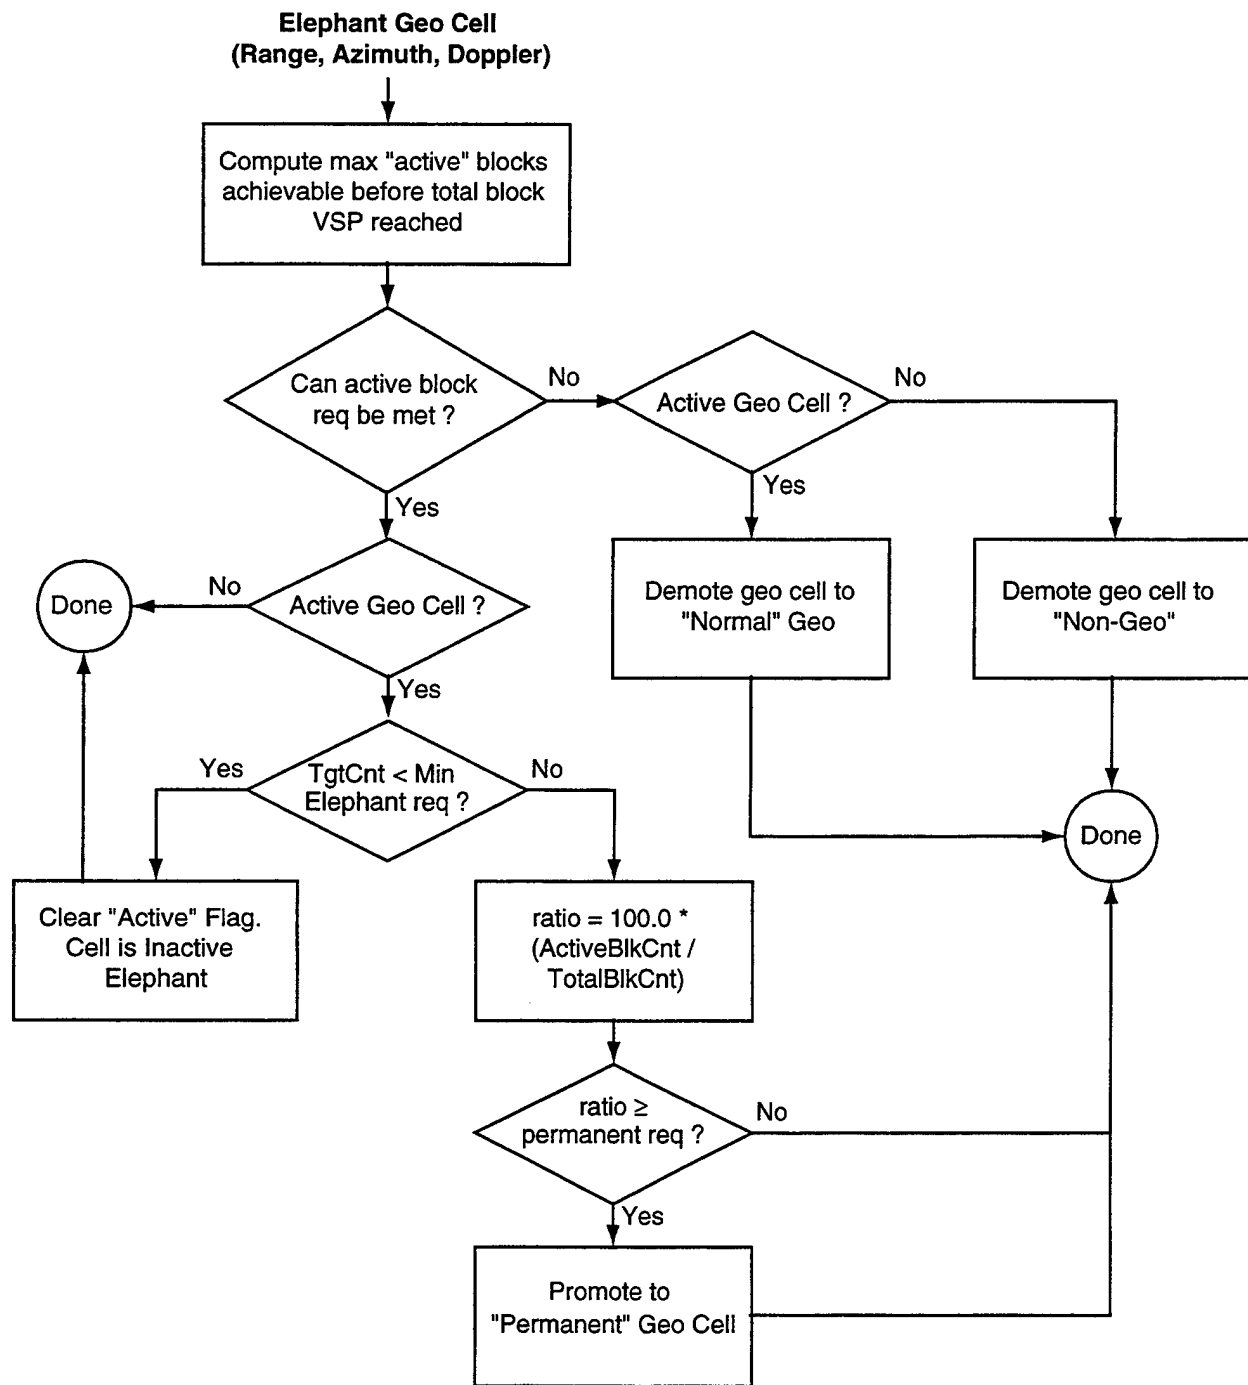 Elephant Geo Cell
(Range, Azimuth, Doppler)
Compute max "active" blocks
achievable before total block
VSP reached
Can active block
req be met ?
No
Active Geo Cell ?
No
Yes
Yes
Demote geo cell to
"Normal" Geo
Demote geo cell to
"Non-Geo"
Done
No
Active Geo Cell ?
Yes
Yes
TgtCnt < Min
Elephant req ?
No
Done
Clear "Active" Flag.
Cell is Inactive
Elephant
ratio = 100.0 *
(ActiveBlkCnt /
TotalBlkCnt)
ratio ≥
permanent req ?
No
Yes
Promote to
"Permanent" Geo Cell